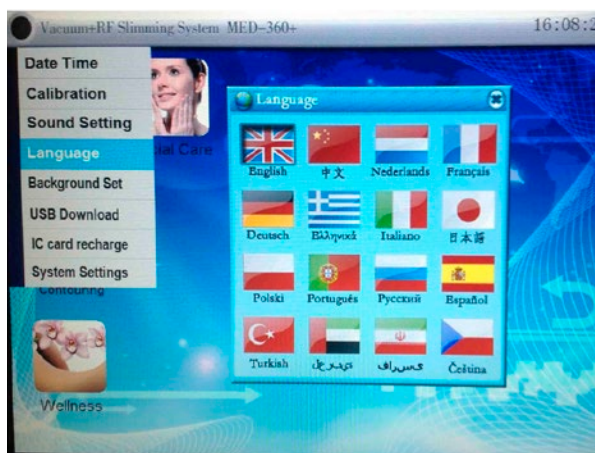 Vacuum+RF Slimming System MED-360+
16:08:2
Date Time
Calibration
Sound Setting
Language
Background Set
USB Download
IC card recharge
System Settings
ial Care
Contouring
Wellness
Language
English
中文
Nederlands
Français
Deutsch
Ελληνικά
Italiano
日本語
Polski
Português
Русский
Español
Turkish
یسراف
Čeština